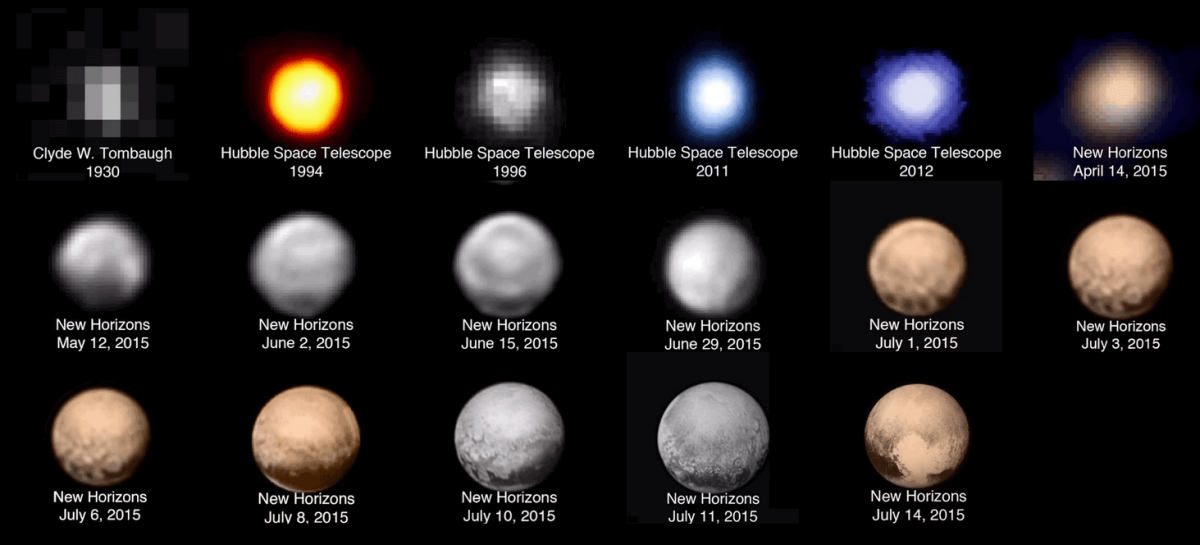 Clyde W. Tombaugh
1930
Hubble Space Telescope
1994
Hubble Space Telescope
1996
Hubble Space Telescope
2011
Hubble Space Telescope
2012
New Horizons
April 14, 2015
New Horizons
May 12, 2015
New Horizons
June 2, 2015
New Horizons
June 15, 2015
New Horizons
June 29, 2015
New Horizons
July 1, 2015
New Horizons
July 3, 2015
New Horizons
July 6, 2015
New Horizons
July 8, 2015
New Horizons
July 10, 2015
New Horizons
July 11, 2015
New Horizons
July 14, 2015